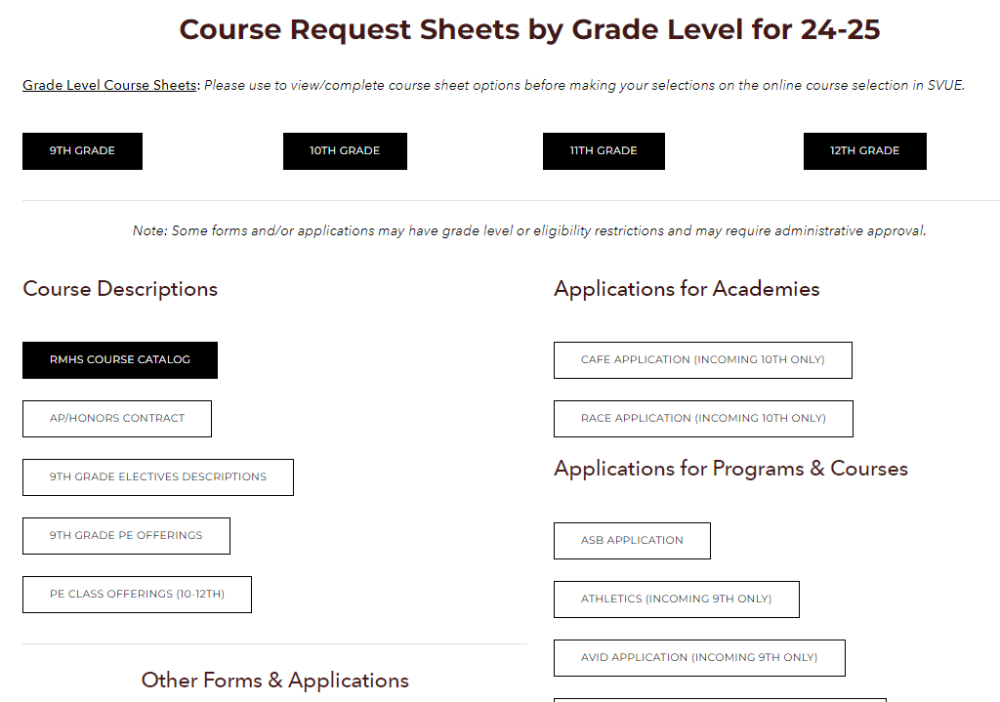 Course Request Sheets by Grade Level for 24-25
Grade Level Course Sheets: Please use to view/complete course sheet options before making your selections on the online course selection in SVUE.
9TH GRADE
10TH GRADE
11TH GRADE
12TH GRADE
Note: Some forms and/or applications may have grade level or eligibility restrictions and may require administrative approval.
Course Descriptions
RMHS COURSE CATALOG
AP/HONORS CONTRACT
9TH GRADE ELECTIVES DESCRIPTIONS
9TH GRADE PE OFFERINGS
PE CLASS OFFERINGS (10-12TH)
Other Forms & Applications
Applications for Academies
CAFE APPLICATION (INCOMING 10TH ONLY)
RACE APPLICATION (INCOMING 10TH ONLY)
Applications for Programs & Courses
ASB APPLICATION
ATHLETICS (INCOMING 9TH ONLY)
AVID APPLICATION (INCOMING 9TH ONLY)